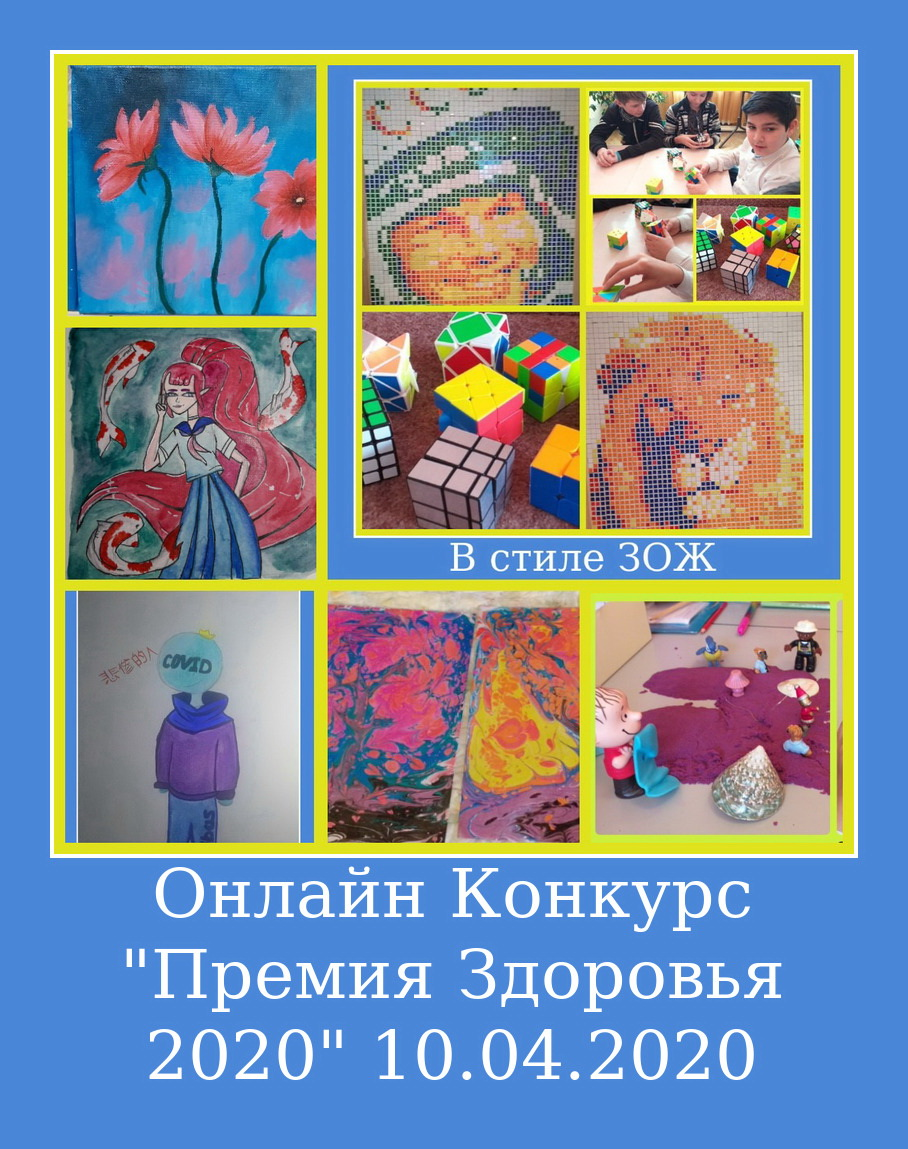 В стиле ЗОЖ
COVID
Онлайн Конкурс
"Премия Здоровья
2020" 10.04.2020